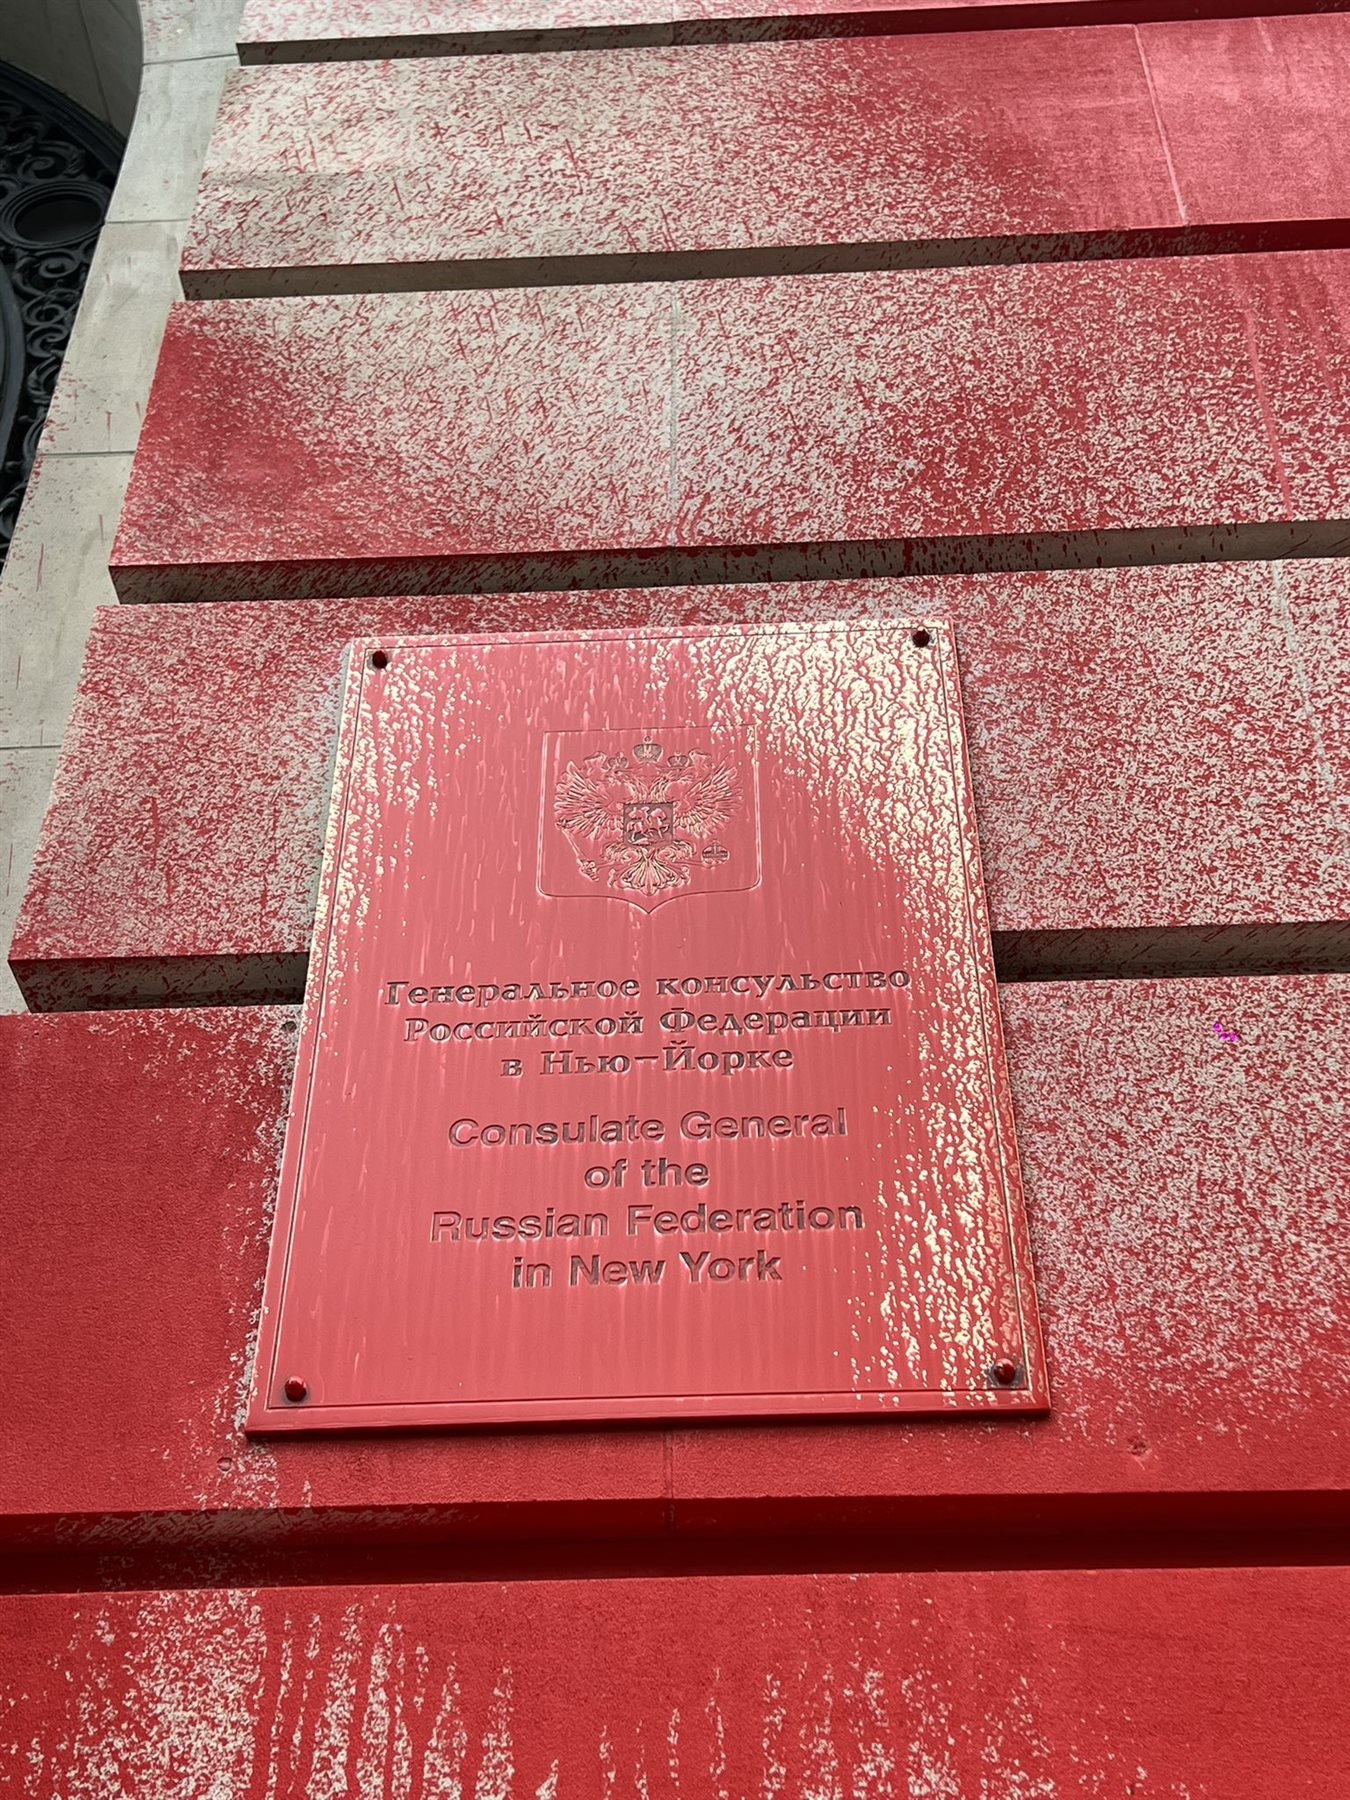 Генеральное консульство
Российской Федерации
в Нью-Йорке
Consulate General
of the
Russian Federation
in New York